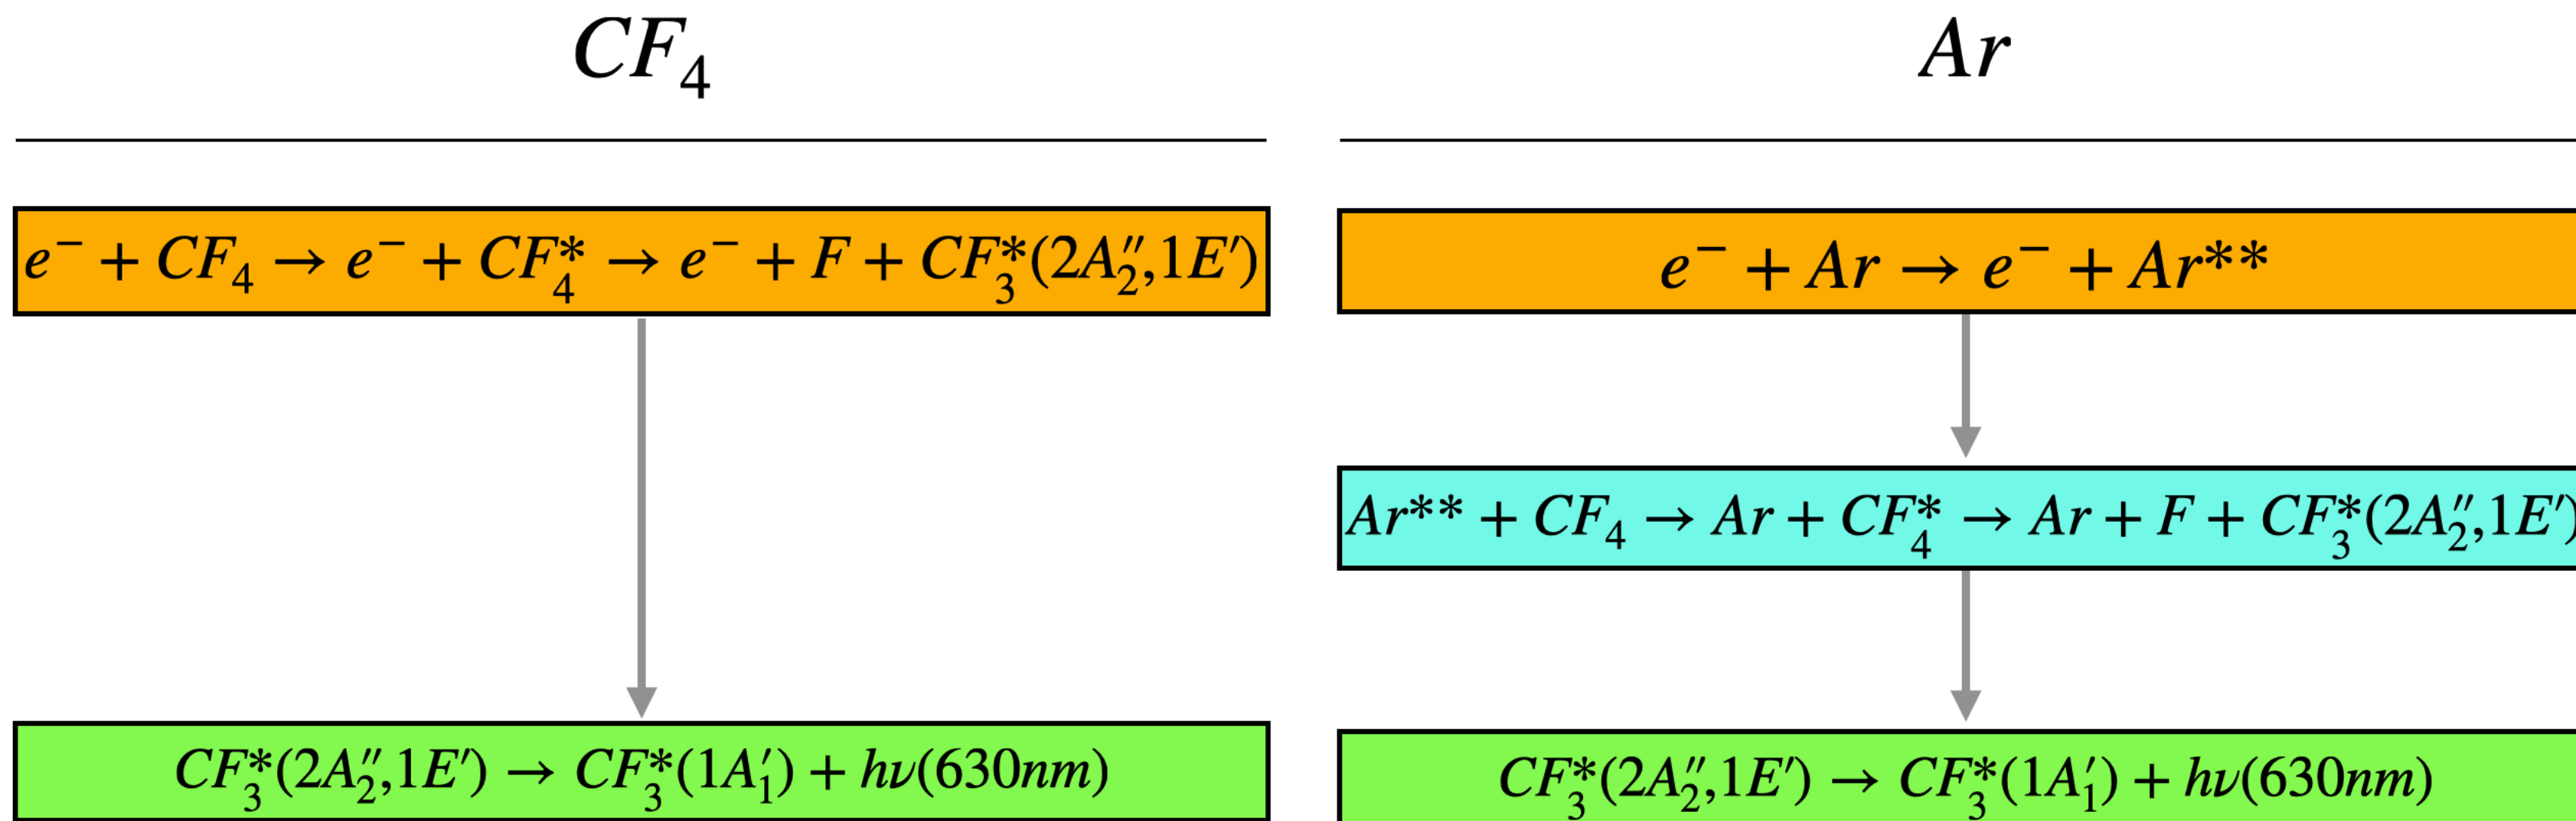 CF₄
e⁻ + CF₄ → e⁻ + CF₄* → e⁻ + F + CF₃*(2A₂″,1E′)
CF₃*(2A₂″,1E′) → CF₃*(1A₁′) + hν(630nm)
Ar
e⁻ + Ar → e⁻ + Ar**
Ar** + CF₄ → Ar + CF₄* → Ar + F + CF₃*(2A₂″,1E′)
CF₃*(2A₂″,1E′) → CF₃*(1A₁′) + hν(630nm)